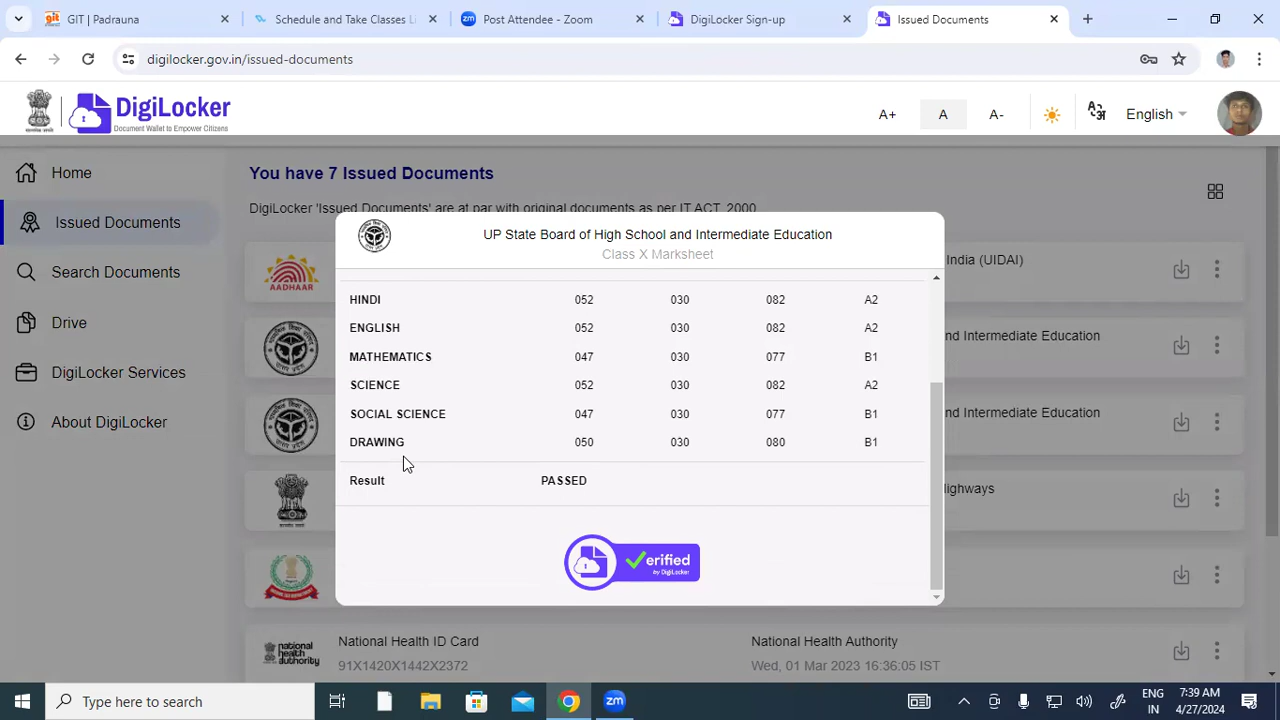 GIT | Padrauna
Schedule and Take Classes Li
Post Attendee - Zoom
DigiLocker Sign-up
Issued Documents
digilocker.gov.in/issued-documents
DigiLocker
Document Wallet to Empower Citizens
A+ A A- English
Home
Issued Documents
Search Documents
Drive
DigiLocker Services
About DigiLocker
You have 7 Issued Documents
DigiLocker 'Issued Documents' are at par with original documents as per IT ACT, 2000
AADHAAR
India (UIDAI)
nd Intermediate Education
nd Intermediate Education
ighways
UP State Board of High School and Intermediate Education
Class X Marksheet
HINDI 052 030 082 A2
ENGLISH 052 030 082 A2
MATHEMATICS 047 030 077 B1
SCIENCE 052 030 082 A2
SOCIAL SCIENCE 047 030 077 B1
DRAWING 050 030 080 B1
Result PASSED
verified
by DigiLocker
national health authority
National Health ID Card National Health Authority
91X1420X1442X2372 Wed, 01 Mar 2023 16:36:05 IST
Type here to search
ENG 7:39 AM
IN 4/27/2024